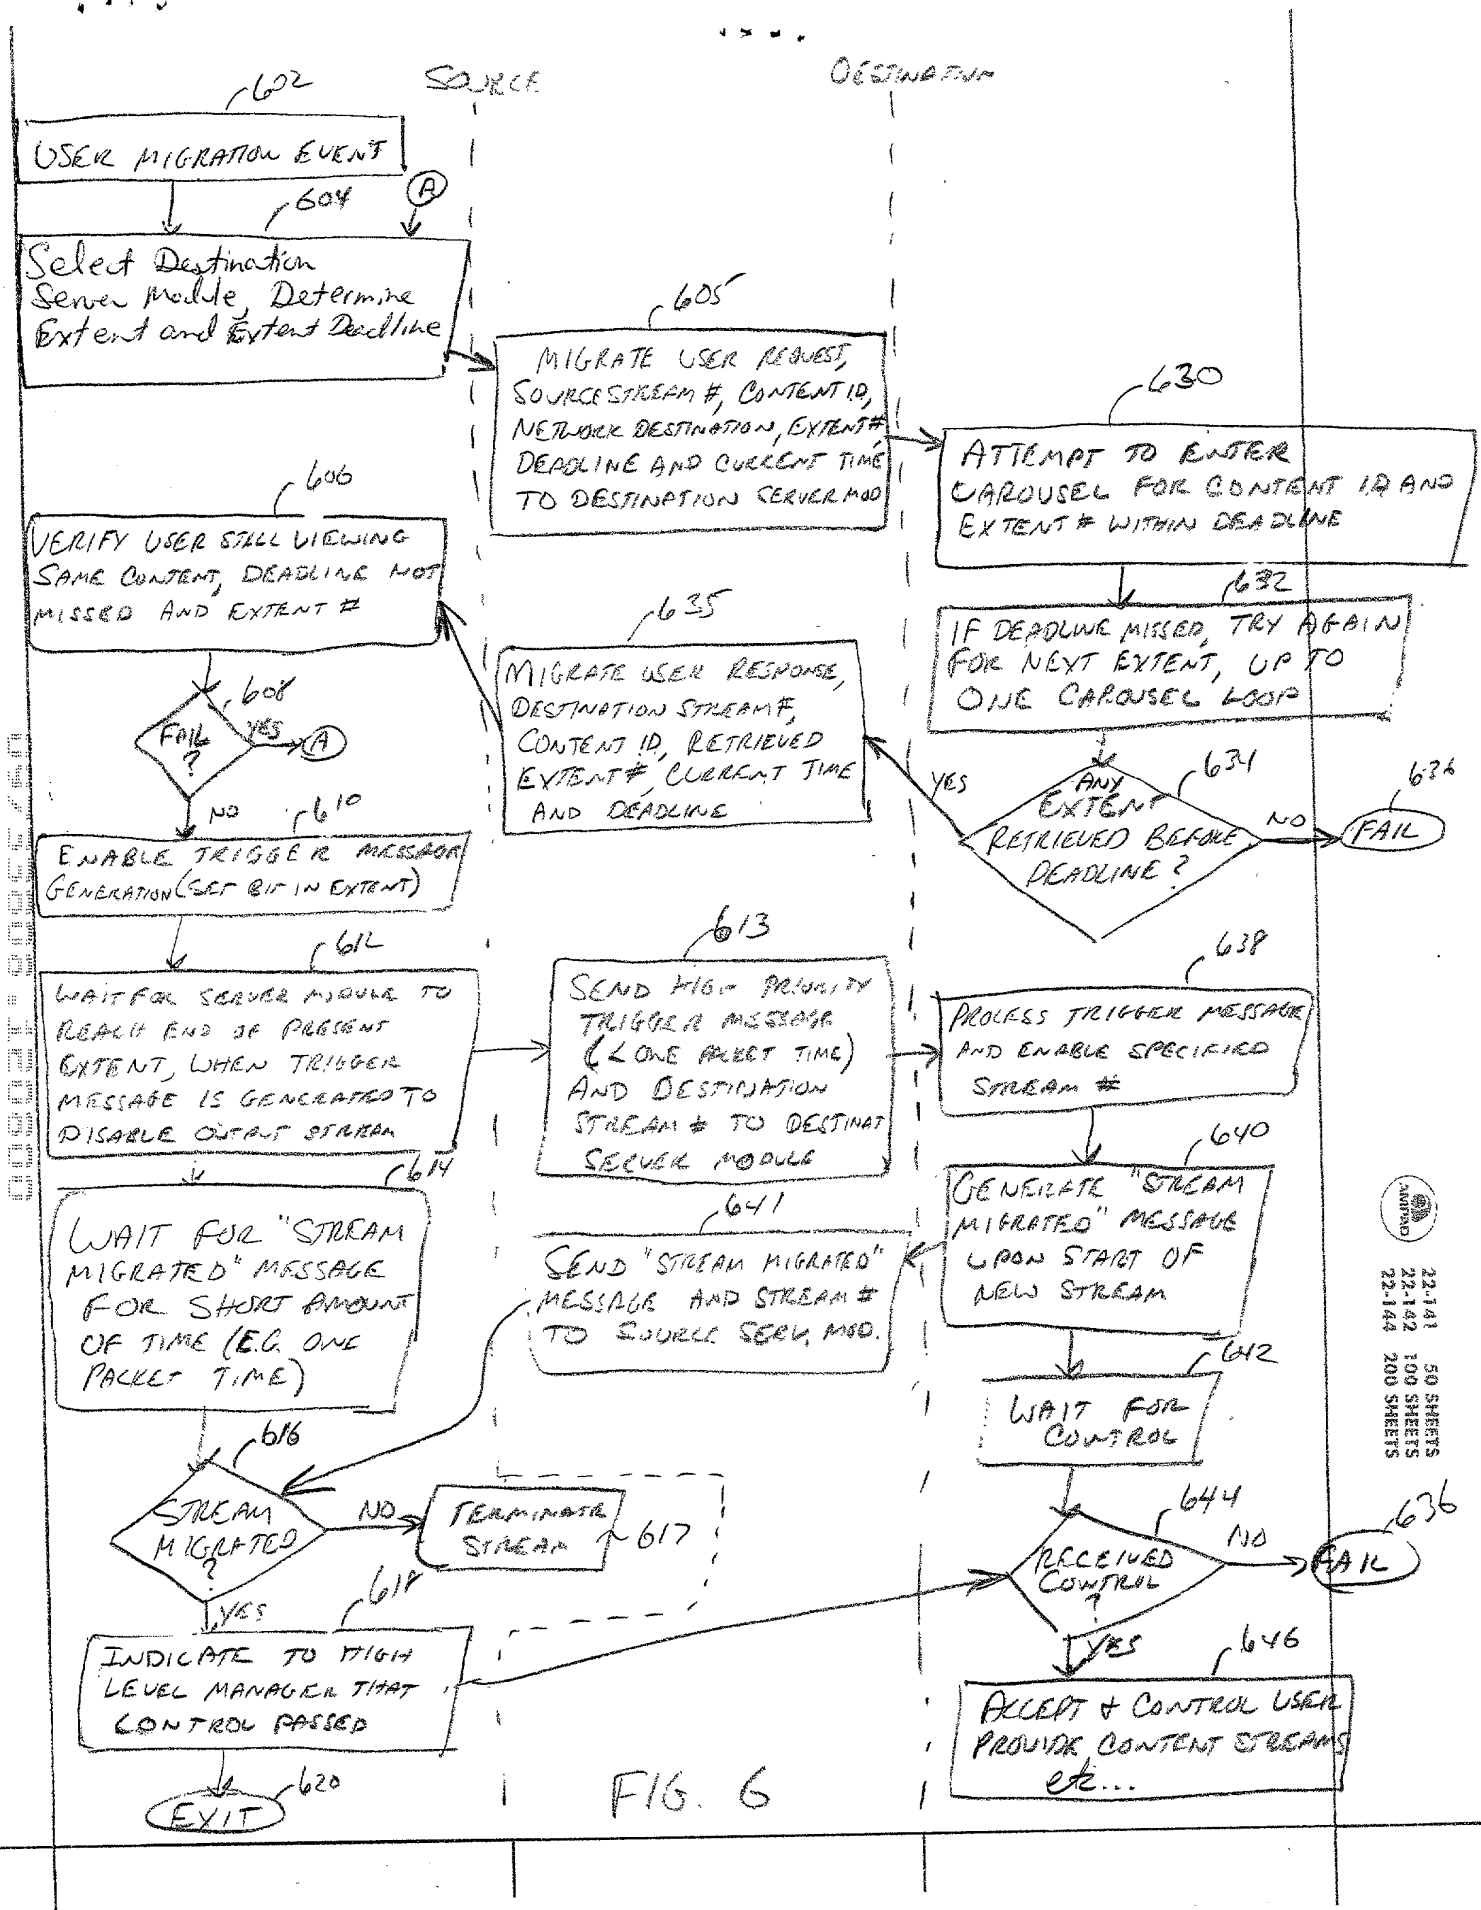 SOURCE
DESTINATION
602
USER MIGRATION EVENT
A
604
Select Destination
Server Module, Determine
Extent and Extent Deadline
605
MIGRATE USER REQUEST,
SOURCE STREAM #, CONTENT ID,
NETWORK DESTINATION, EXTENT #
DEADLINE AND CURRENT TIME
TO DESTINATION SERVER MOD
630
ATTEMPT TO ENTER
CAROUSEL FOR CONTENT ID AND
EXTENT # WITHIN DEADLINE
632
IF DEADLINE MISSED, TRY AGAIN
FOR NEXT EXTENT, UP TO
ONE CAROUSEL LOOP
634
ANY
EXTENT
RETRIEVED BEFORE
DEADLINE?
YES
NO
636
FAIL
635
MIGRATE USER RESPONSE,
DESTINATION STREAM #,
CONTENT ID, RETRIEVED
EXTENT #, CURRENT TIME
AND DEADLINE
606
VERIFY USER STILL VIEWING
SAME CONTENT, DEADLINE NOT
MISSED AND EXTENT #
608
FAIL
?
YES
A
NO
610
ENABLE TRIGGER MESSAGE
GENERATION (SET BIT IN EXTENT)
612
WAIT FOR SERVER MODULE TO
REACH END OF PRESENT
EXTENT, WHEN TRIGGER
MESSAGE IS GENERATED TO
DISABLE OUTPUT STREAM
613
SEND HIGH PRIORITY
TRIGGER MESSAGE
(< ONE PACKET TIME)
AND DESTINATION
STREAM # TO DESTINAT
SERVER MODULE
638
PROCESS TRIGGER MESSAGE
AND ENABLE SPECIFIED
STREAM #
640
GENERATE "STREAM
MIGRATED" MESSAGE
UPON START OF
NEW STREAM
641
SEND "STREAM MIGRATED"
MESSAGE AND STREAM #
TO SOURCE SERV. MOD.
614
WAIT FOR "STREAM
MIGRATED" MESSAGE
FOR SHORT AMOUNT
OF TIME (E.G. ONE
PACKET TIME)
616
STREAM
MIGRATED
?
NO
TERMINATE
STREAM
617
YES
618
INDICATE TO HIGH
LEVEL MANAGER THAT
CONTROL PASSED
620
EXIT
642
WAIT FOR
CONTROL
644
RECEIVED
CONTROL
?
NO
636
FAIL
YES
646
ACCEPT & CONTROL USER
PROVIDE CONTENT STREAMS
etc...
FIG. 6
AMPAD
22-141 50 SHEETS
22-142 100 SHEETS
22-144 200 SHEETS